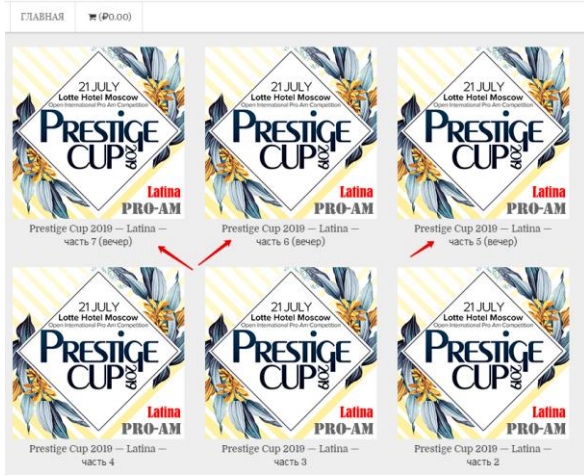 ГЛАВНАЯ (₽0.00)
21 JULY
Lotte Hotel Moscow
Open International Pro Am Competition
PRESTIGE
CUP 2019
Latina
PRO-AM
21 JULY
Lotte Hotel Moscow
Open International Pro Am Competition
PRESTIGE
CUP 2019
Latina
PRO-AM
21 JULY
Lotte Hotel Moscow
Open International Pro Am Competition
PRESTIGE
CUP 2019
Latina
PRO-AM
Prestige Cup 2019 — Latina —
часть 7 (вечер)
Prestige Cup 2019 — Latina —
часть 6 (вечер)
Prestige Cup 2019 — Latina —
часть 5 (вечер)
21 JULY
Lotte Hotel Moscow
Open International Pro Am Competition
PRESTIGE
CUP 2019
Latina
PRO-AM
21 JULY
Lotte Hotel Moscow
Open International Pro Am Competition
PRESTIGE
CUP 2019
Latina
PRO-AM
21 JULY
Lotte Hotel Moscow
Open International Pro Am Competition
PRESTIGE
CUP 2019
Latina
PRO-AM
Prestige Cup 2019 — Latina —
часть 4
Prestige Cup 2019 — Latina —
часть 3
Prestige Cup 2019 — Latina —
часть 2